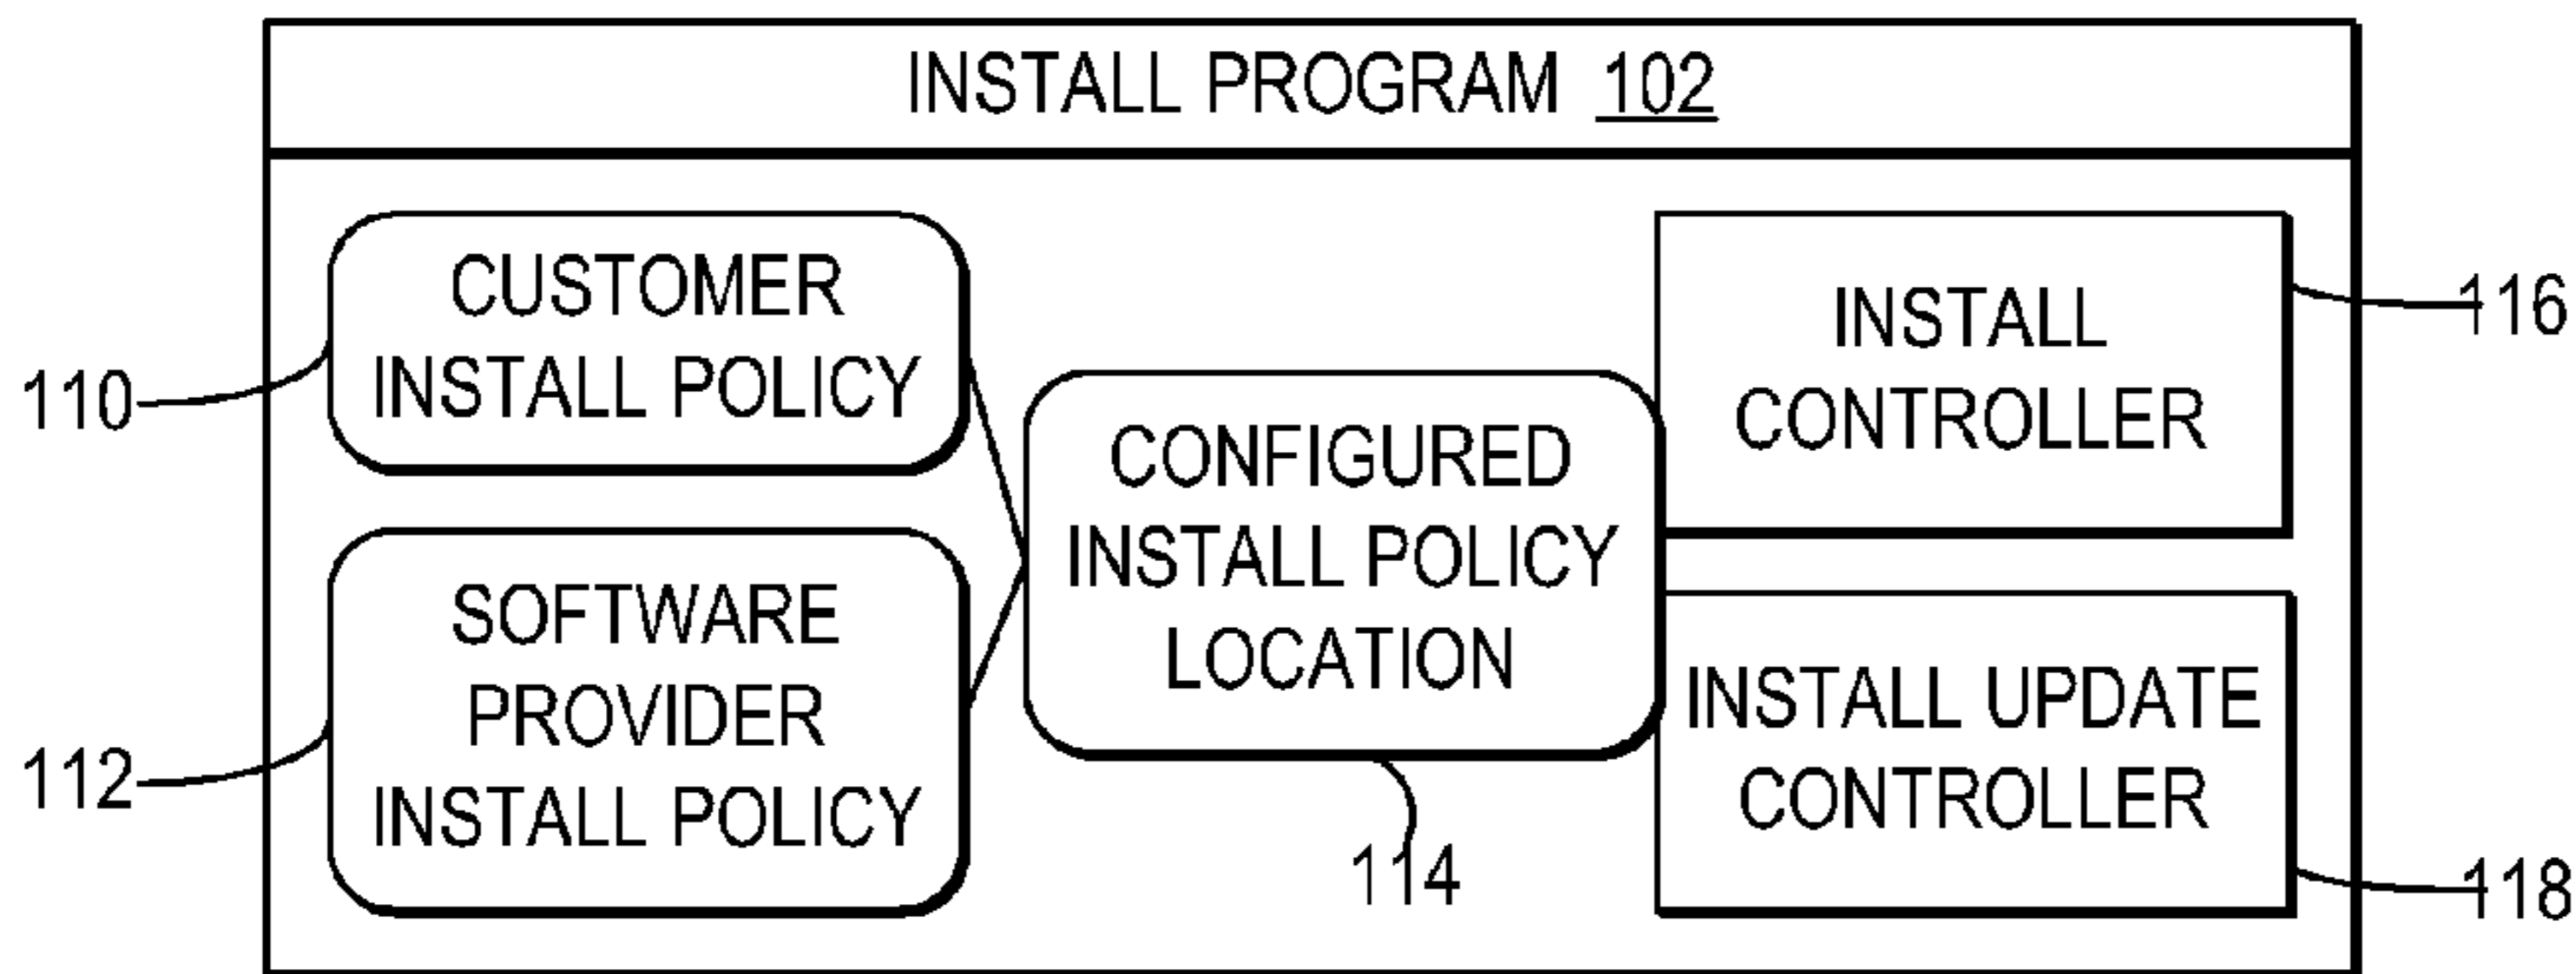 INSTALL PROGRAM 102
CUSTOMER
INSTALL POLICY
110
SOFTWARE
PROVIDER
INSTALL POLICY
112
CONFIGURED
INSTALL POLICY
LOCATION
114
INSTALL
CONTROLLER
116
INSTALL UPDATE
CONTROLLER
118